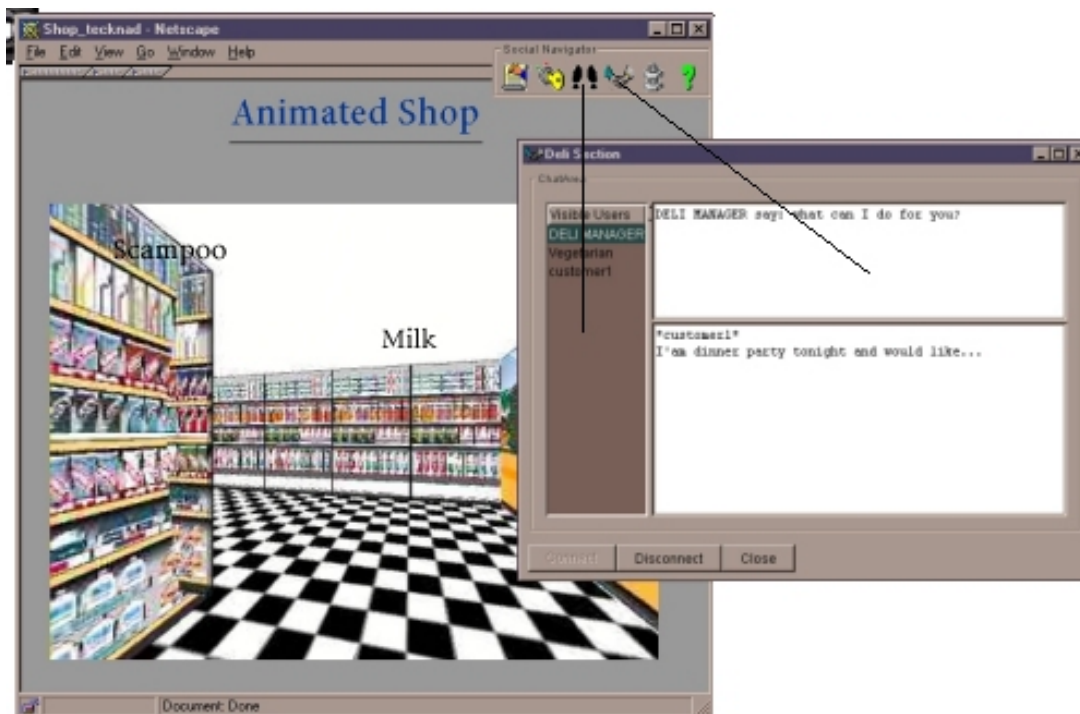 Shop_tecknad - Netscape
File Edit View Go Window Help
Social Navigator
Animated Shop
Scampoo
Milk
*Deli Section
ChatArea
Visible Users
DELI MANAGER
Vegetarian
customer1
DELI MANAGER say: what can I do for you?
*customer1*
I'am dinner party tonight and would like...
Connect Disconnect Close
Document: Done